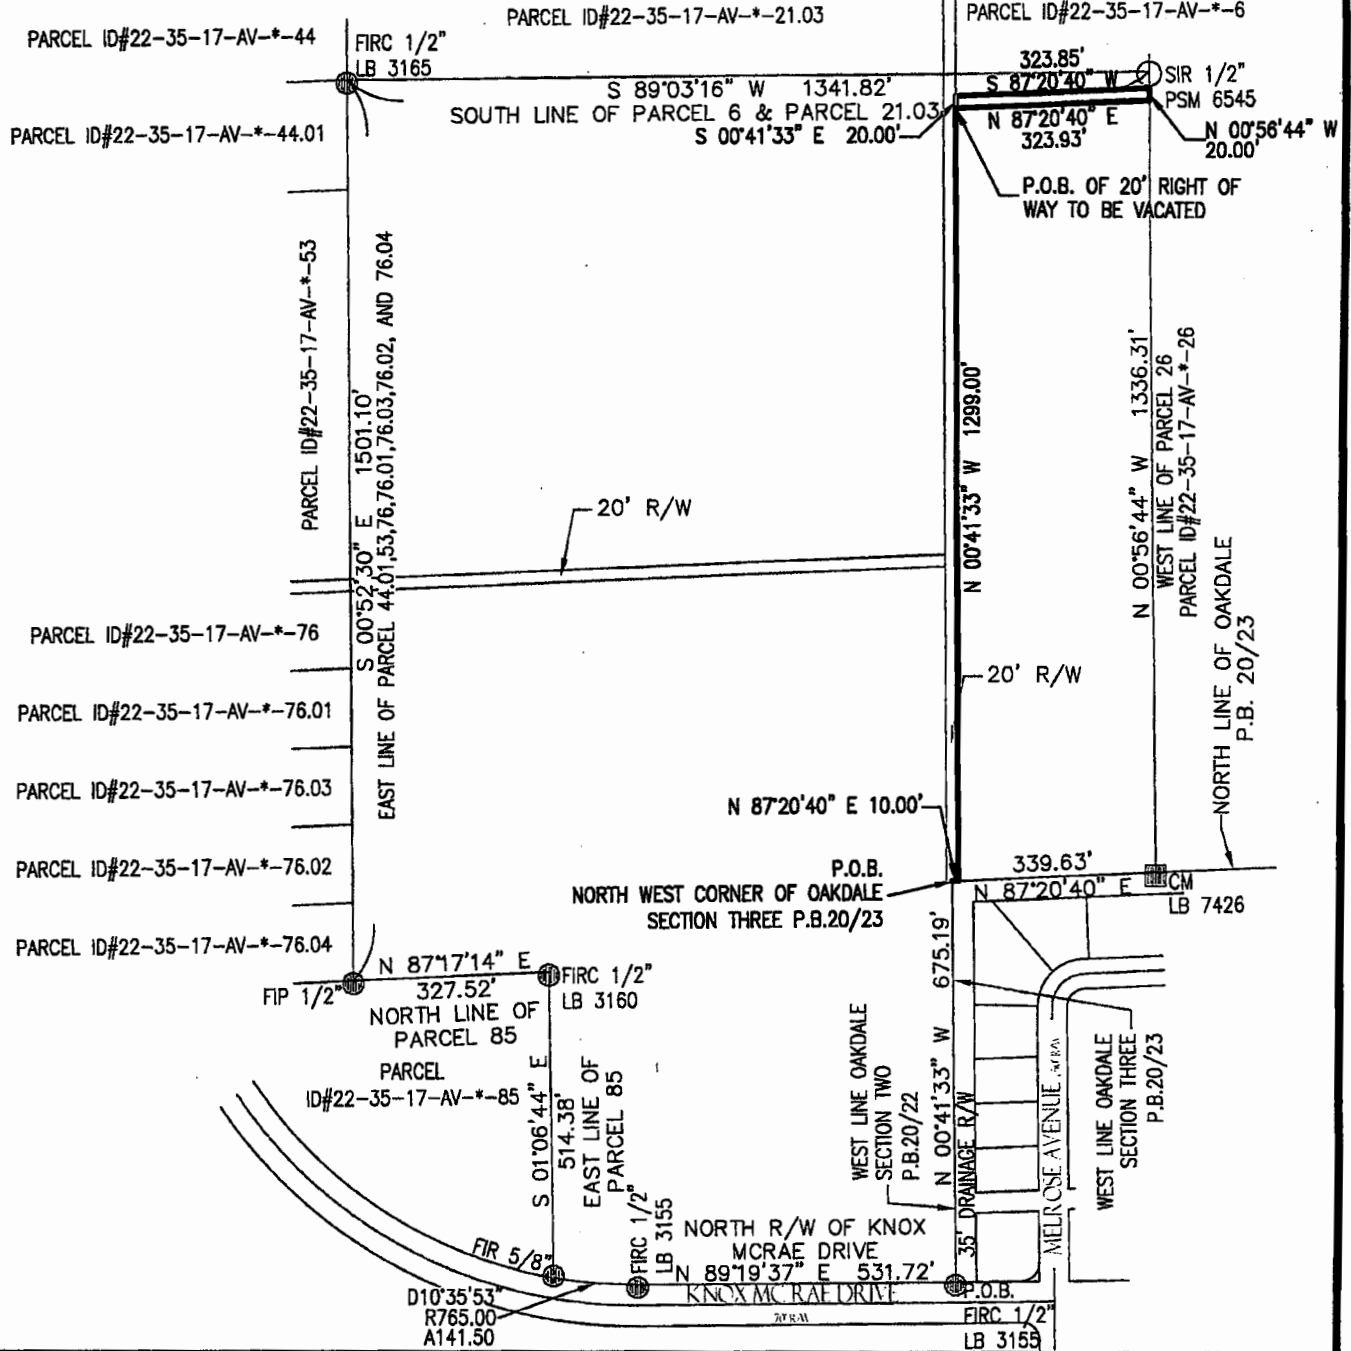 PARCEL ID#22-35-17-AV-*-21.03
PARCEL ID#22-35-17-AV-*-6
PARCEL ID#22-35-17-AV-*-44
FIRC 1/2"
LB 3165
323.85'
S 87°20'40" W
SIR 1/2"
PSM 6545
S 89°03'16" W 1341.82'
SOUTH LINE OF PARCEL 6 & PARCEL 21.03
S 00°41'33" E 20.00'
N 87°20'40" E
323.93'
N 00°56'44" W
20.00'
PARCEL ID#22-35-17-AV-*-44.01
P.O.B. OF 20' RIGHT OF
WAY TO BE VACATED
PARCEL ID#22-35-17-AV-*-53
S 00°52'30" E 1501.10'
EAST LINE OF PARCEL 44.01,53,76,76.01,76.03,76.02, AND 76.04
N 00°41'33" W 1299.00'
N 00°56'44" W 1336.31'
WEST LINE OF PARCEL 26
PARCEL ID#22-35-17-AV-*-26
20' R/W
NORTH LINE OF OAKDALE
P.B. 20/23
PARCEL ID#22-35-17-AV-*-76
20' R/W
PARCEL ID#22-35-17-AV-*-76.01
PARCEL ID#22-35-17-AV-*-76.03
N 87°20'40" E 10.00'
PARCEL ID#22-35-17-AV-*-76.02
P.O.B.
NORTH WEST CORNER OF OAKDALE
SECTION THREE P.B.20/23
339.63'
N 87°20'40" E
CM
LB 7426
PARCEL ID#22-35-17-AV-*-76.04
FIP 1/2"
N 87°17'14" E
327.52'
NORTH LINE OF
PARCEL 85
FIRC 1/2"
LB 3160
PARCEL
ID#22-35-17-AV-*-85
S 01°06'44" E
514.38'
EAST LINE OF
PARCEL 85
WEST LINE OAKDALE
SECTION TWO
P.B.20/22
N 00°41'33" W 675.19'
35' DRAINAGE R/W
MELROSE AVENUE
WEST LINE OAKDALE
SECTION THREE
P.B.20/23
FIR 5/8"
FIRC 1/2"
LB 3155
NORTH R/W OF KNOX
MCRAE DRIVE
N 89°19'37" E 531.72'
KNOX MC RAE DRIVE
70' R/W
D10°35'53"
R765.00
A141.50
P.O.B.
FIRC 1/2"
LB 3155